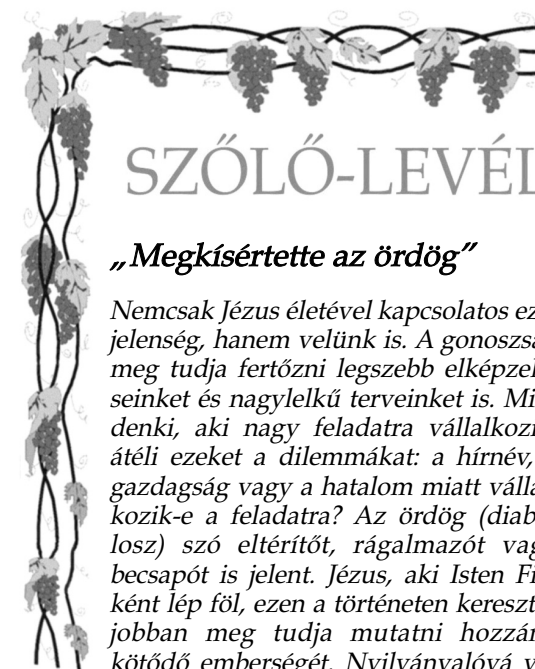 SZŐLŐ-LEVÉL
„Megkísértette az ördög”
Nemcsak Jézus életével kapcsolatos ez
jelenség, hanem velünk is. A gonoszsá
meg tudja fertőzni legszebb elképzel
seinket és nagylelkű terveinket is. Mi
denki, aki nagy feladatra vállalkozi
átéli ezeket a dilemmákat: a hírnév,
gazdagság vagy a hatalom miatt válla
kozik-e a feladatra? Az ördög (diab
losz) szó eltérítőt, rágalmazót vag
becsapót is jelent. Jézus, aki Isten Fi
ként lép föl, ezen a történeten kereszt
jobban meg tudja mutatni hozzán
kötődő emberségét. Nyilvánvalóvá v